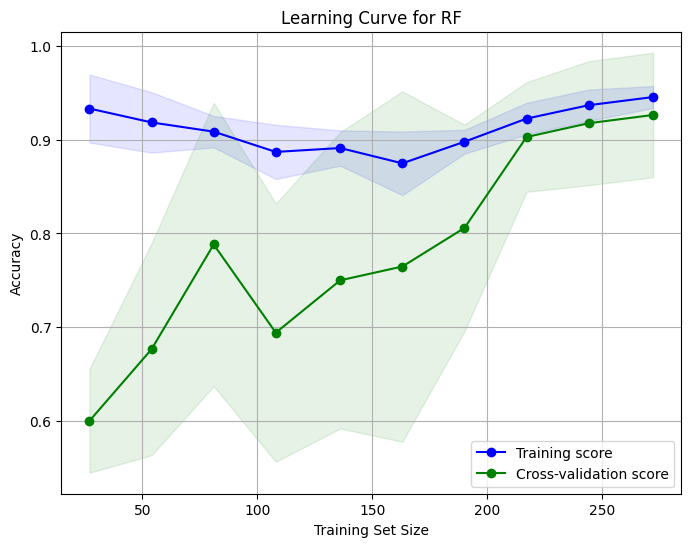 Learning Curve for RF
1.0
0.9
0.8
0.7
0.6
Accuracy
50
100
150
200
250
Training Set Size
Training score
Cross-validation score